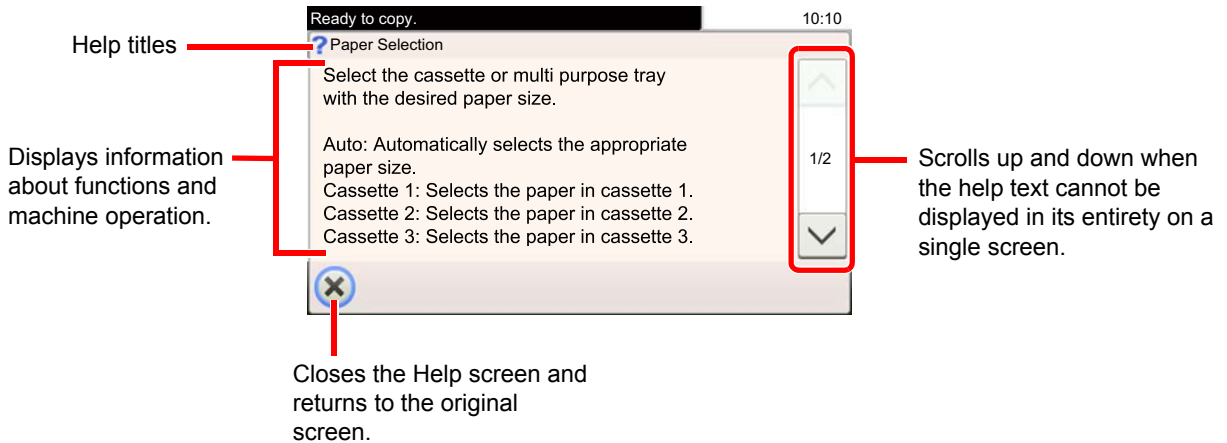 Ready to copy.
10:10
Help titles
? Paper Selection
Select the cassette or multi purpose tray
with the desired paper size.
Auto: Automatically selects the appropriate
paper size.
Cassette 1: Selects the paper in cassette 1.
Cassette 2: Selects the paper in cassette 2.
Cassette 3: Selects the paper in cassette 3.
1/2
Displays information
about functions and
machine operation.
Scrolls up and down when
the help text cannot be
displayed in its entirety on a
single screen.
Closes the Help screen and
returns to the original
screen.